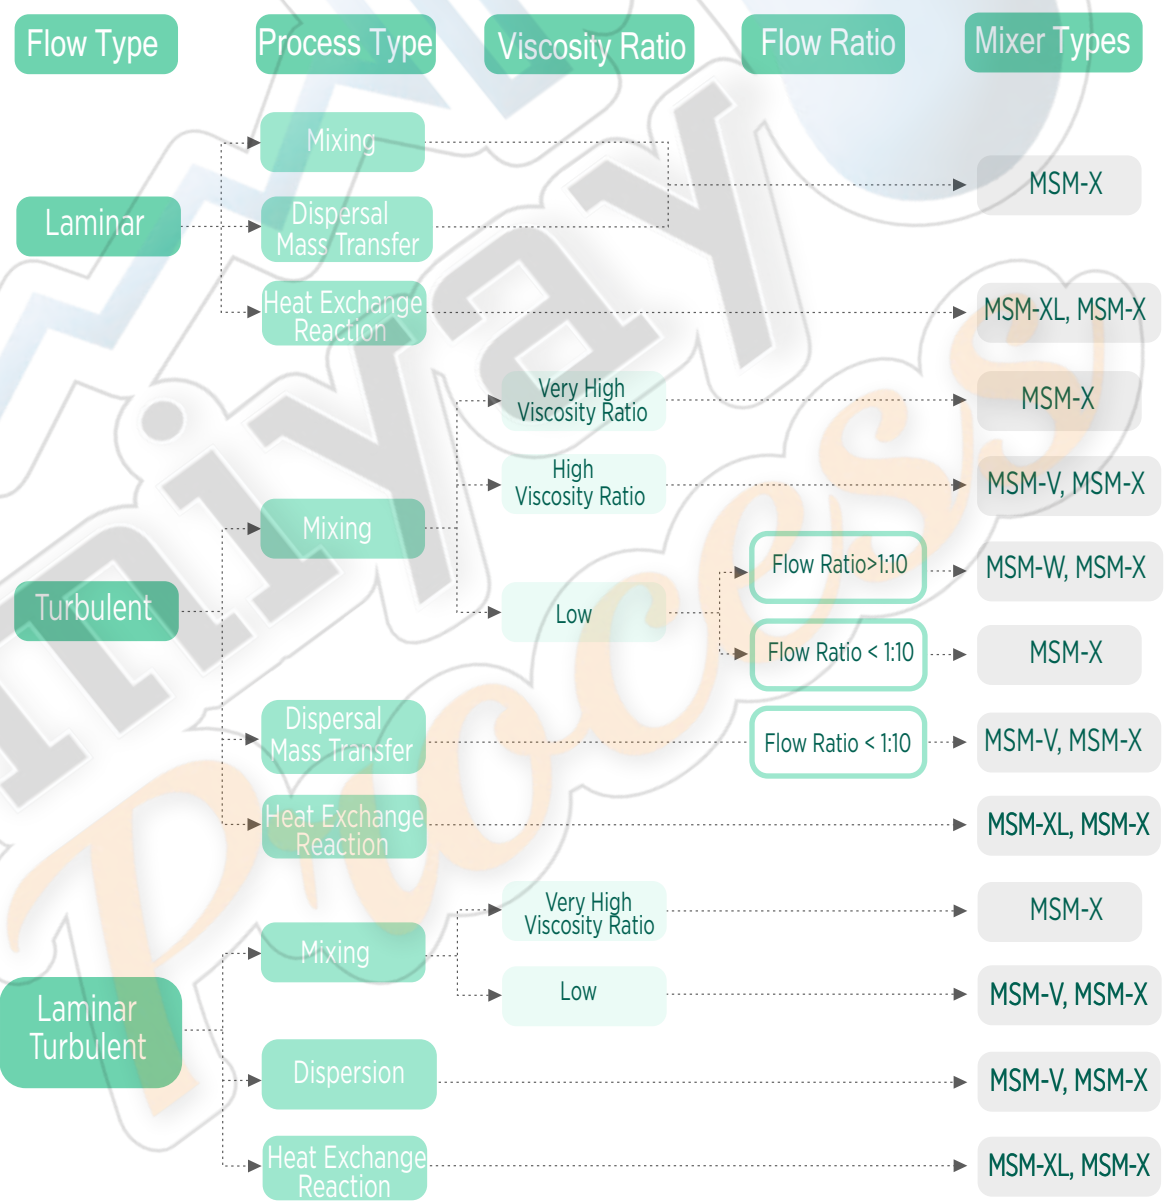 Flow Type
Process Type
Viscosity Ratio
Flow Ratio
Mixer Types
Laminar
Mixing
Dispersal
Mass Transfer
MSM-X
Heat Exchange
Reaction
MSM-XL, MSM-X
Turbulent
Mixing
Very High
Viscosity Ratio
MSM-X
High
Viscosity Ratio
MSM-V, MSM-X
Low
Flow Ratio>1:10
MSM-W, MSM-X
Flow Ratio < 1:10
MSM-X
Dispersal
Mass Transfer
Flow Ratio < 1:10
MSM-V, MSM-X
Heat Exchange
Reaction
MSM-XL, MSM-X
Laminar
Turbulent
Mixing
Very High
Viscosity Ratio
MSM-X
Low
MSM-V, MSM-X
Dispersion
MSM-V, MSM-X
Heat Exchange
Reaction
MSM-XL, MSM-X
Process